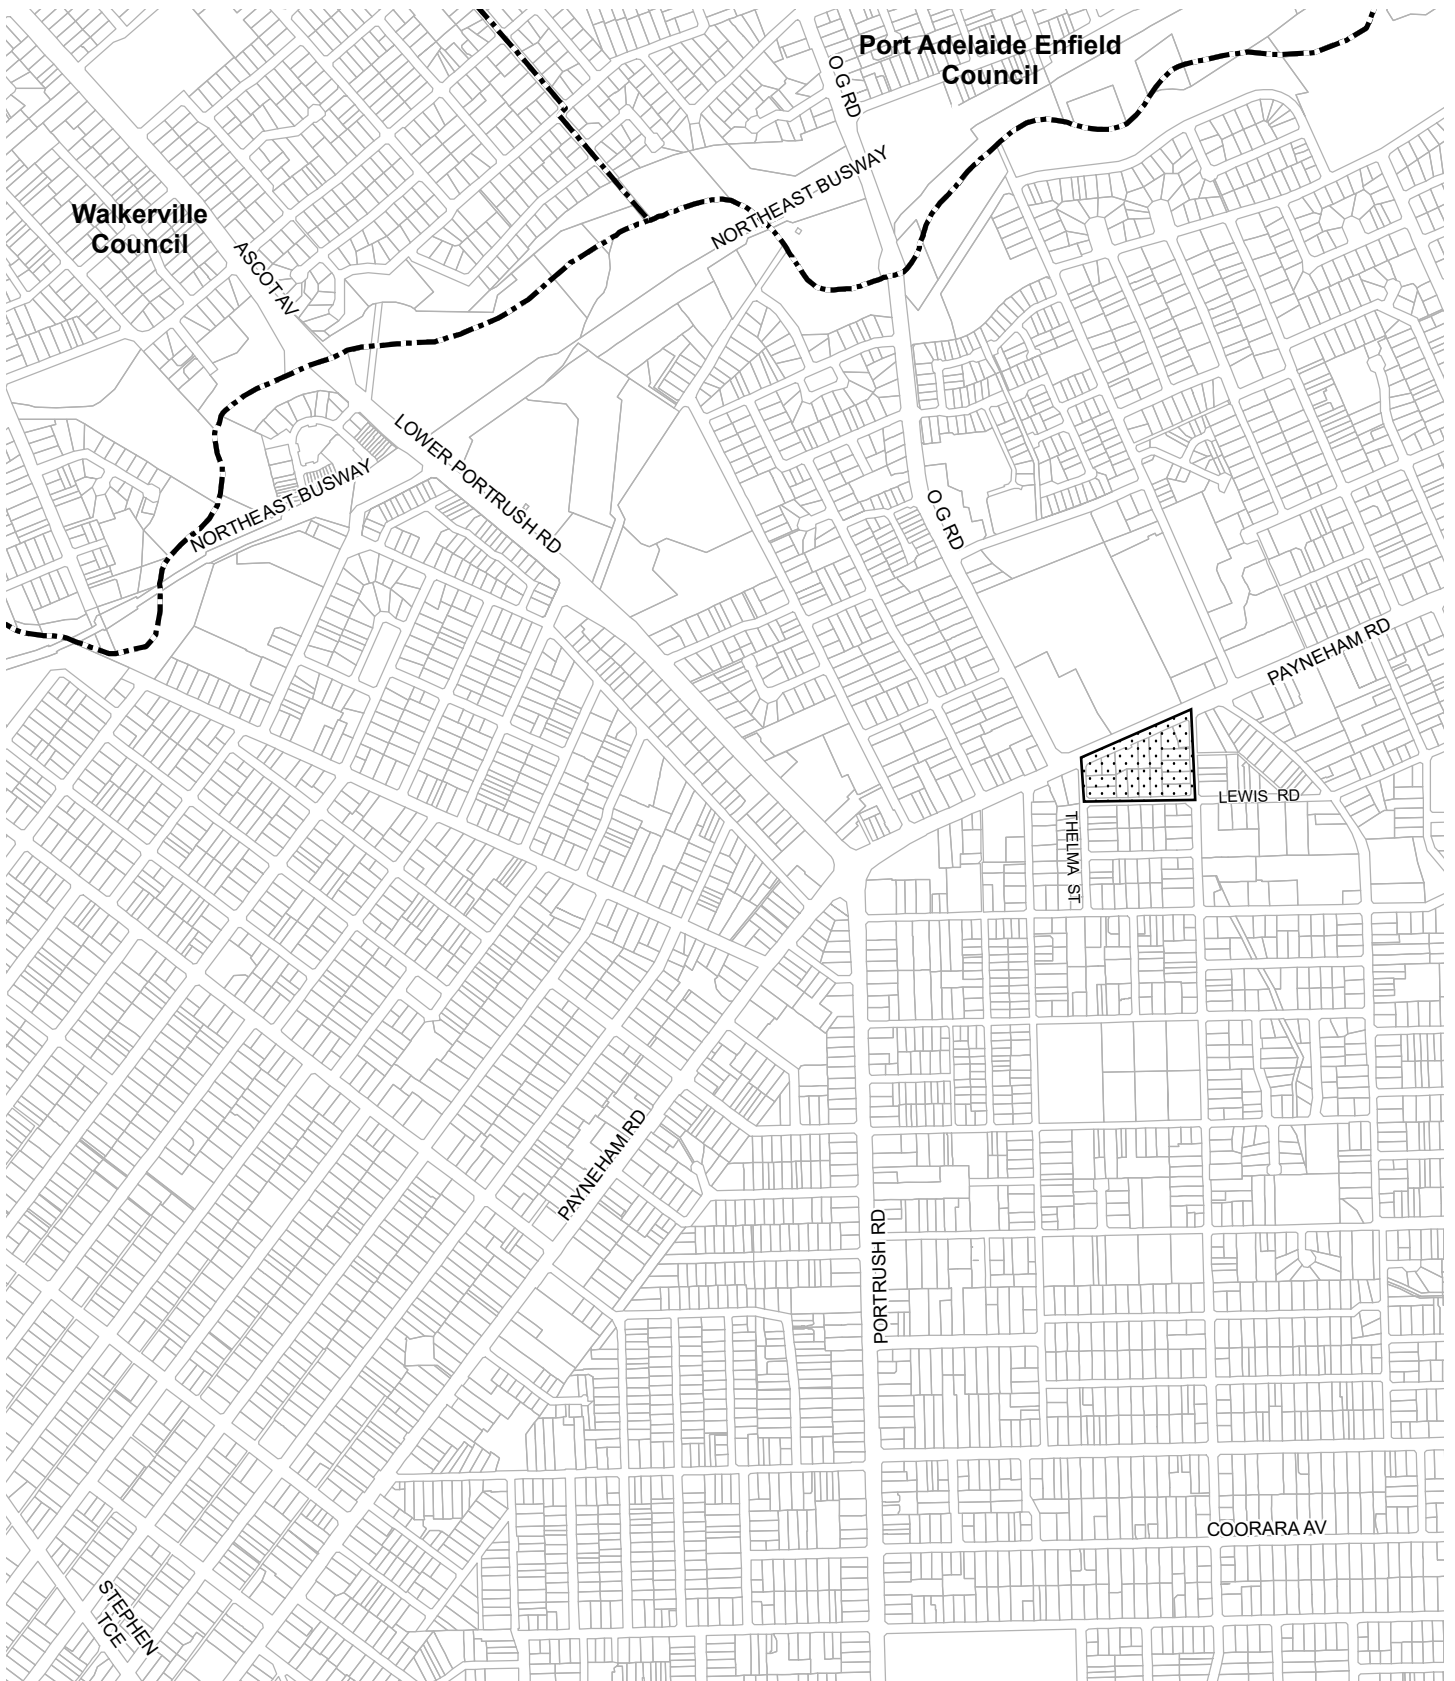 Port Adelaide Enfield
Council
O G RD
NORTHEAST BUSWAY
Walkerville
Council
ASCOT AV
LOWER PORTRUSH RD
NORTHEAST BUSWAY
O G RD
PAYNEHAM RD
LEWIS RD
THELMA ST
PAYNEHAM RD
PORTRUSH RD
COORARA AV
STEPHEN
TCE